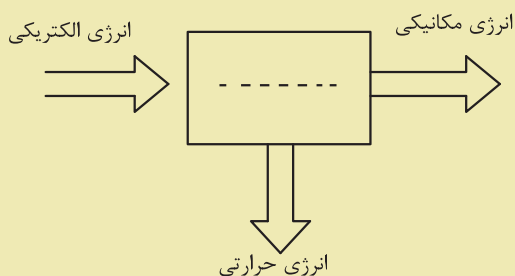 انرژی مکانیکی
انرژی الکتریکی
- - - - - - -
انرژی حرارتی